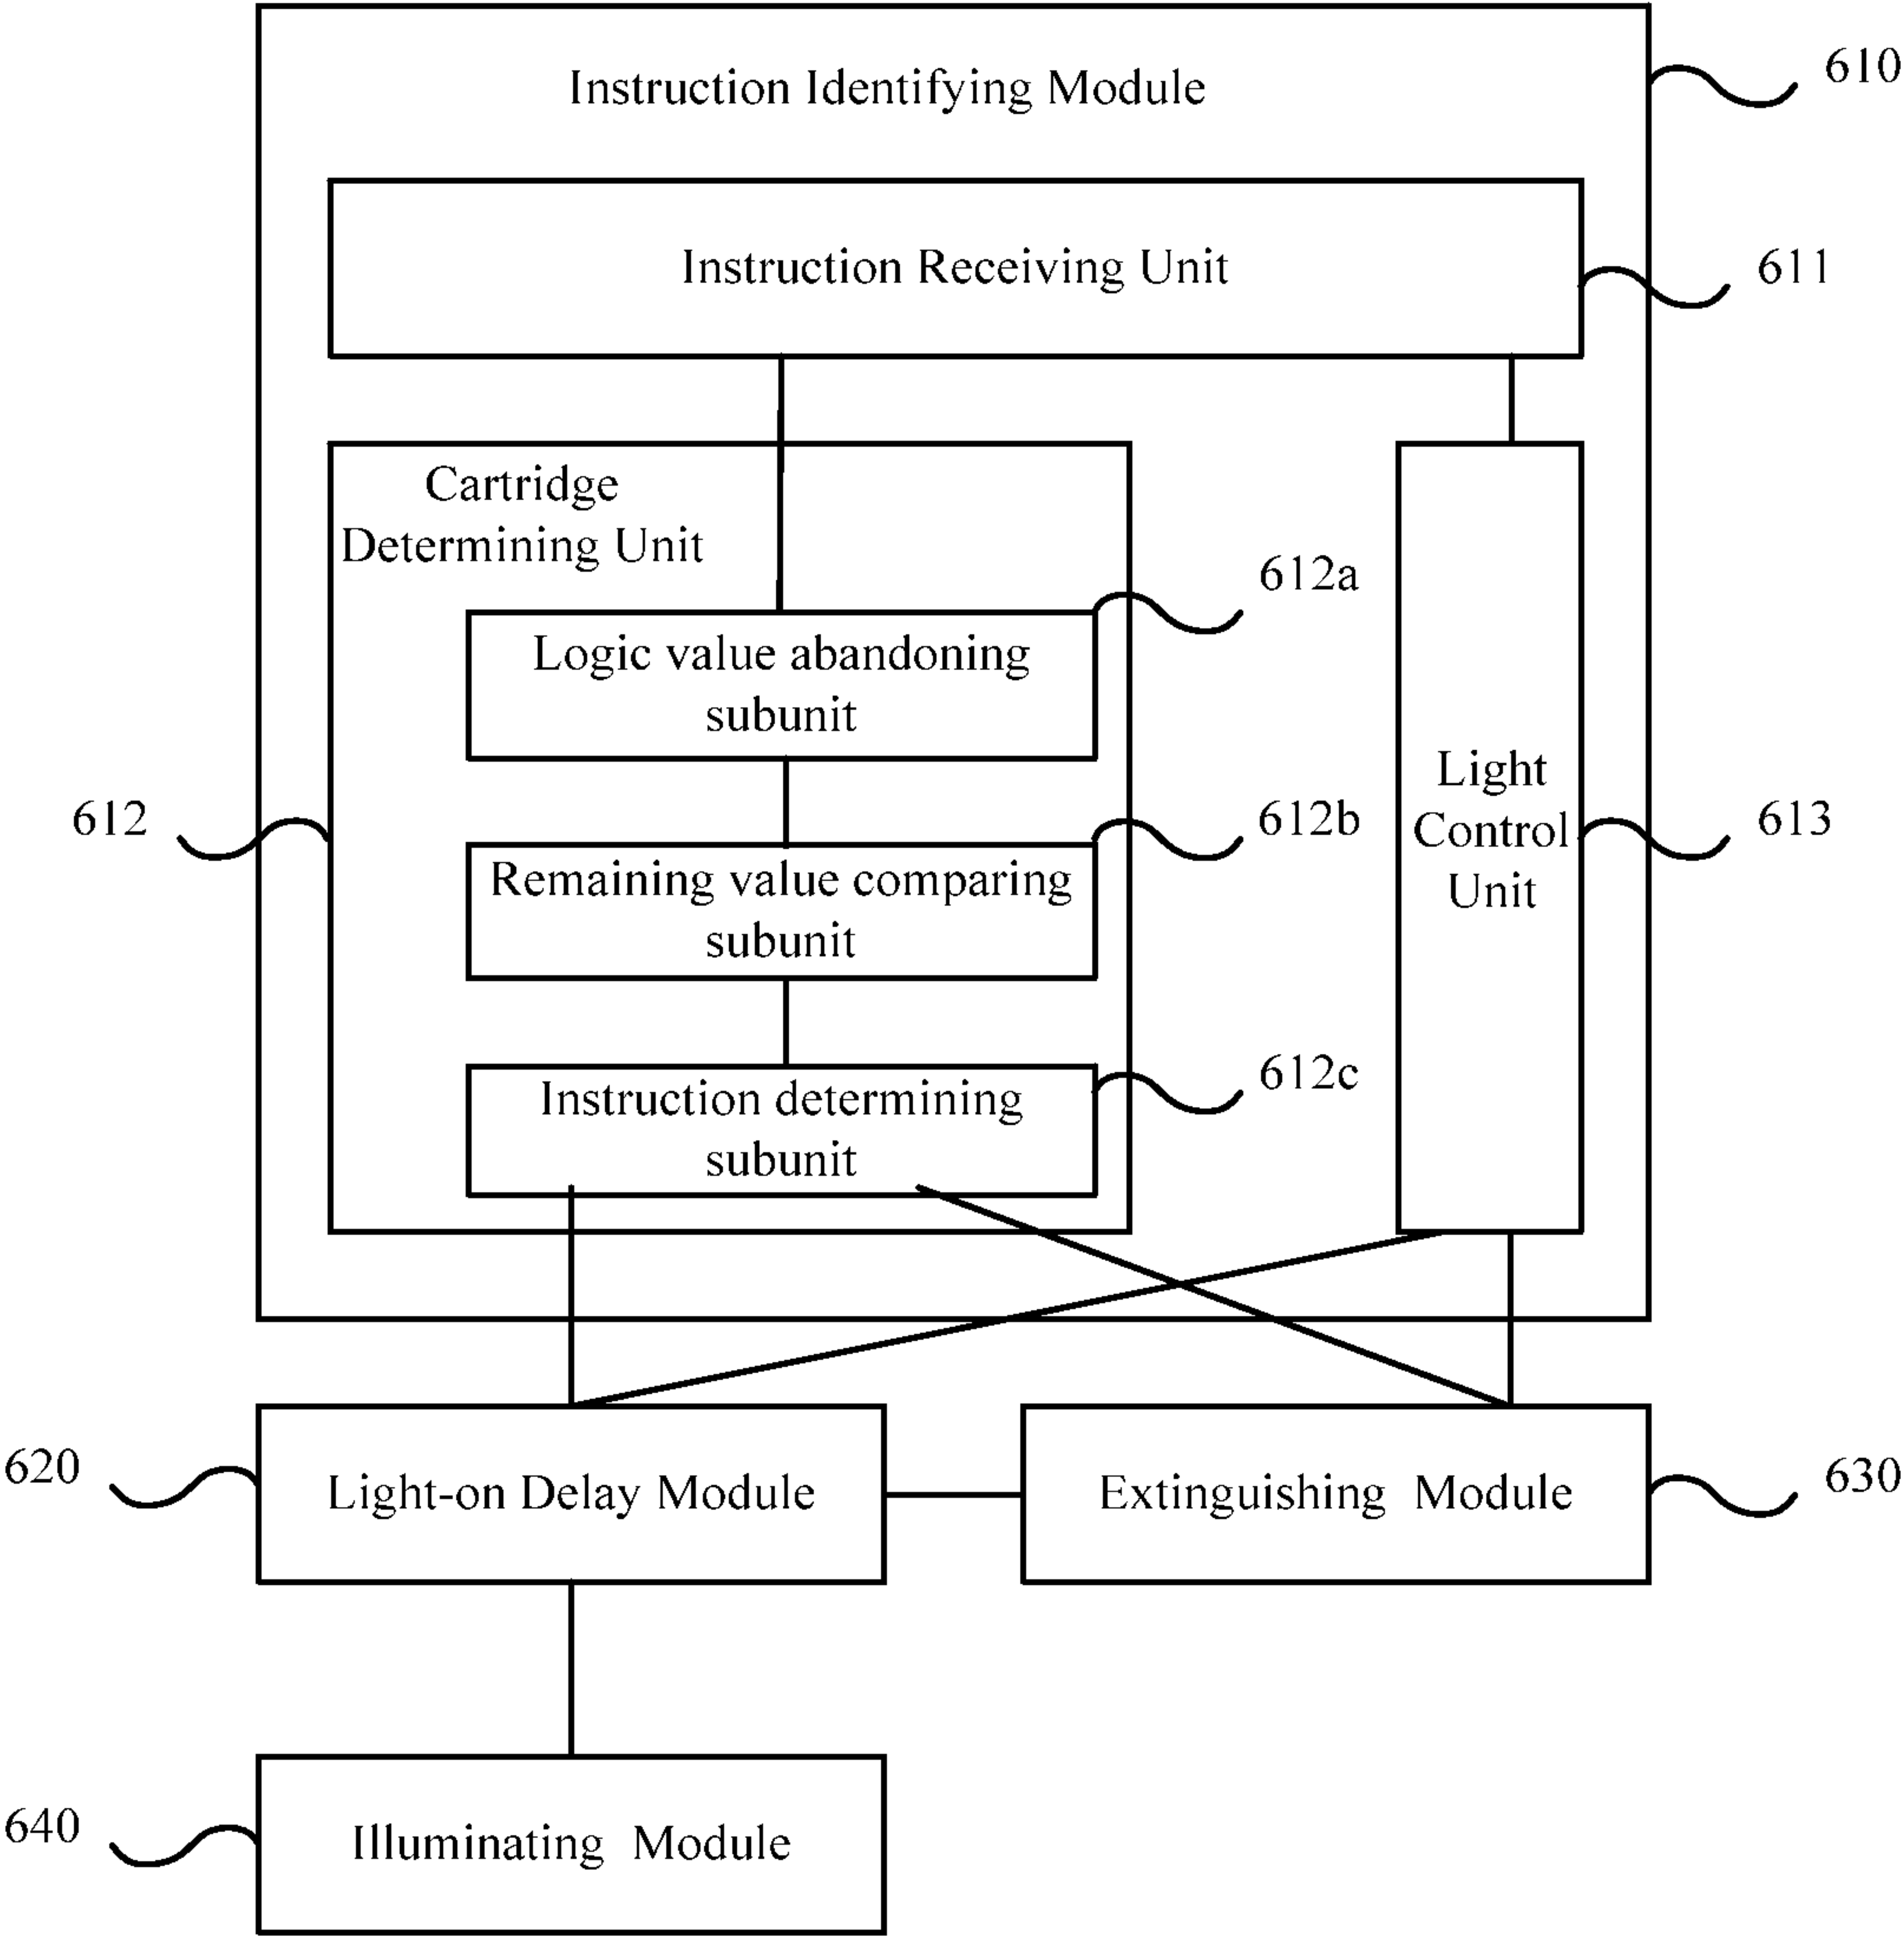 Instruction Identifying Module
610
Instruction Receiving Unit
611
Cartridge
Determining Unit
612a
Logic value abandoning
subunit
612
612b
Remaining value comparing
subunit
Light
Control
Unit
613
612c
Instruction determining
subunit
620
Light-on Delay Module
Extinguishing Module
630
640
Illuminating Module